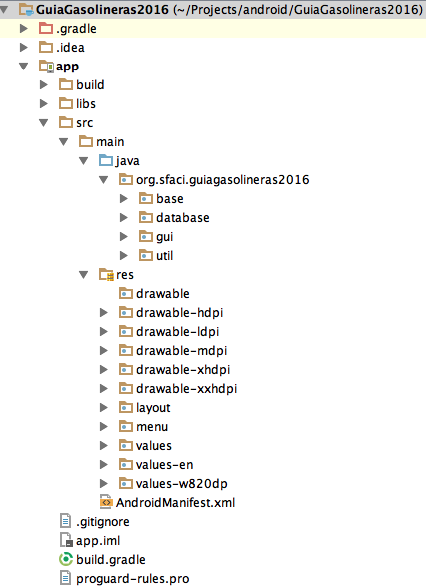 GuiaGasolineras2016 (~/Projects/android/GuiaGasolineras2016)
.gradle
.idea
app
build
libs
src
main
java
org.sfaci.guiagasolineras2016
base
database
gui
util
res
drawable
drawable-hdpi
drawable-ldpi
drawable-mdpi
drawable-xhdpi
drawable-xxhdpi
layout
menu
values
values-en
values-w820dp
AndroidManifest.xml
.gitignore
app.iml
build.gradle
proguard-rules.pro